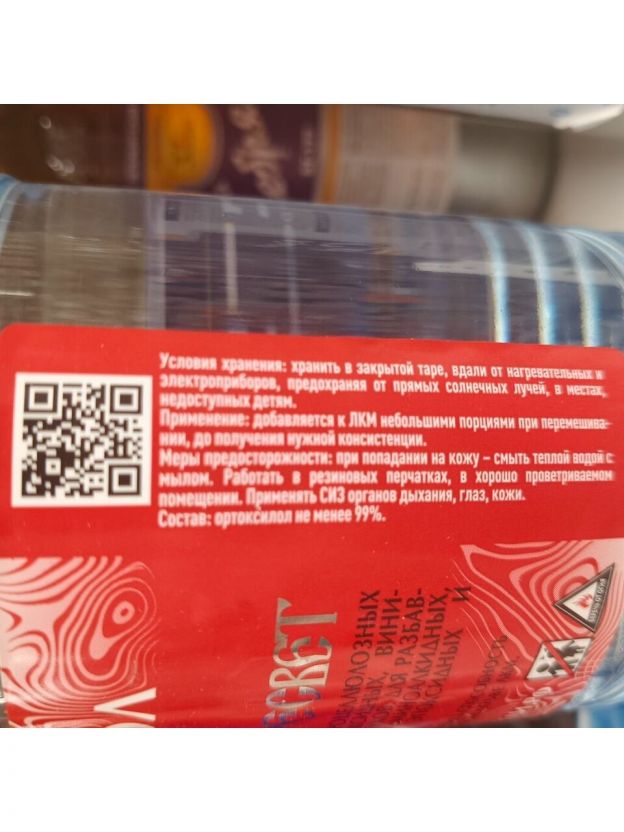 Условия хранения: хранить в закрытой таре, вдали от нагревательных и
электроприборов, предохраняя от прямых солнечных лучей, в местах,
недоступных детям.
Применение: добавляется к ЛКМ небольшими порциями при перемешива-
нии, до получения нужной консистенции.
Меры предосторожности: при попадании на кожу – смыть теплой водой с
мылом. Работать в резиновых перчатках, в хорошо проветриваемом
помещении. Применять СИЗ органов дыхания, глаз, кожи.
Состав: ортоксилол не менее 99%.
ВИНИ-
РАЗБАВ-
И